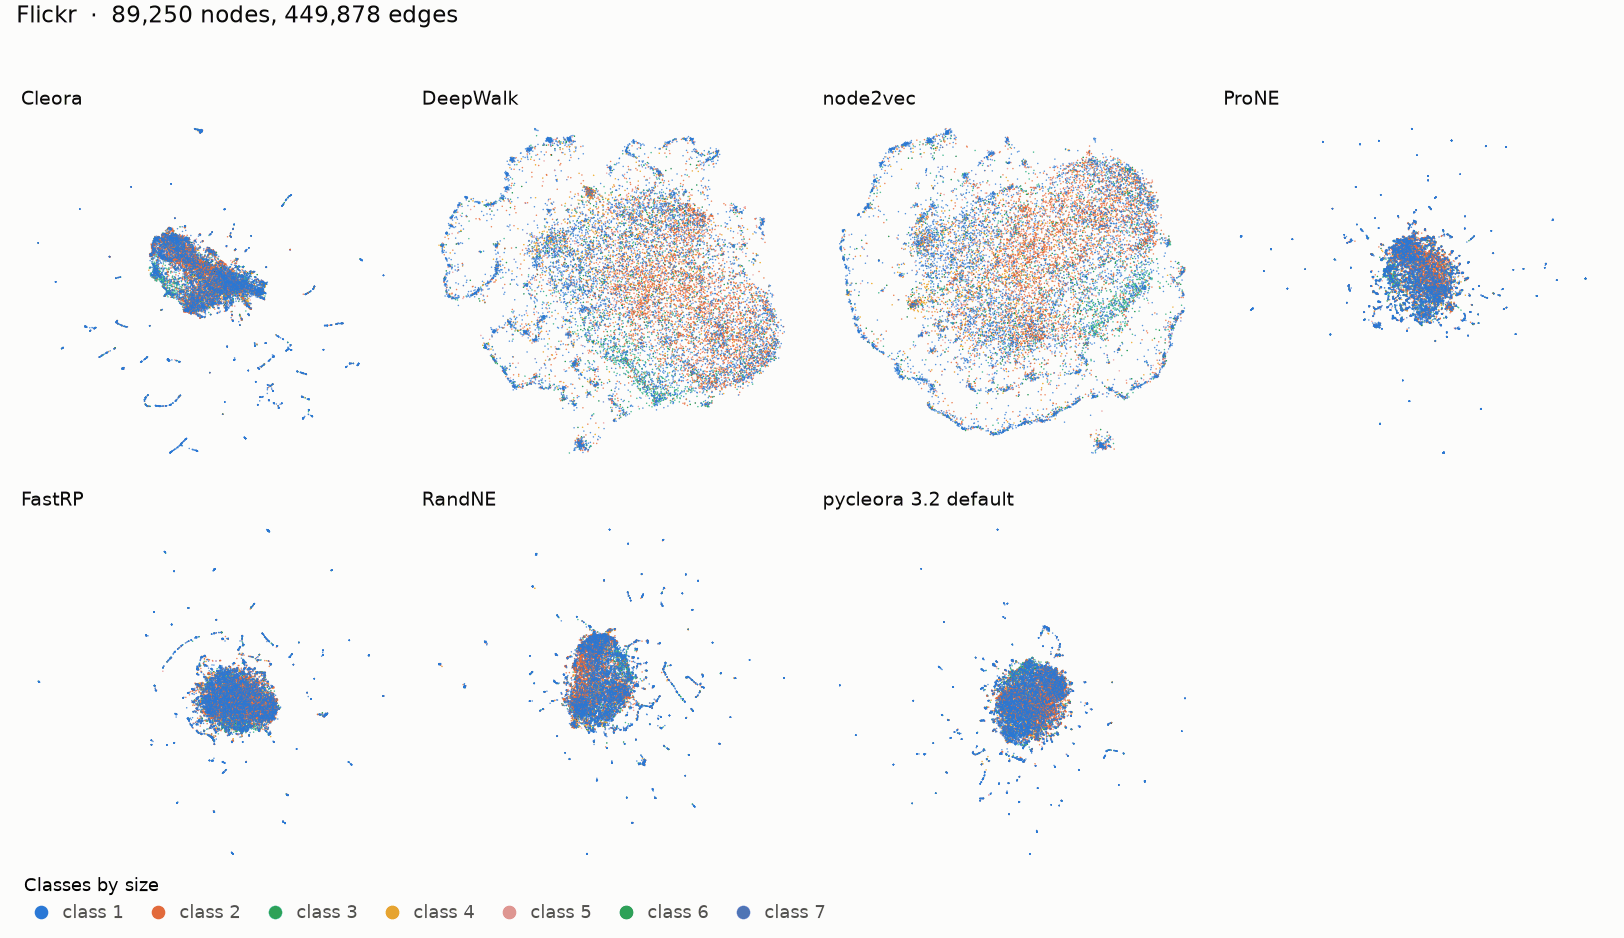 Flickr · 89,250 nodes, 449,878 edges
Cleora
DeepWalk
node2vec
ProNE
FastRP
RandNE
pycleora 3.2 default
Classes by size
class 1
class 2
class 3
class 4
class 5
class 6
class 7